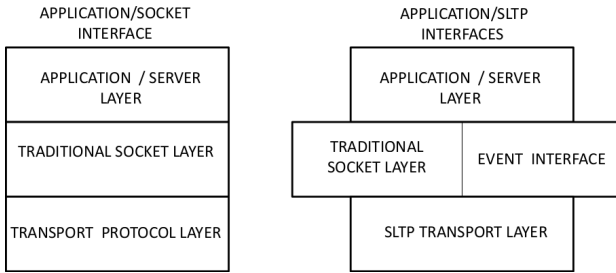 APPLICATION/SOCKET
INTERFACE
APPLICATION / SERVER
LAYER
TRADITIONAL SOCKET LAYER
TRANSPORT PROTOCOL LAYER
APPLICATION/SLTP
INTERFACES
APPLICATION / SERVER
LAYER
TRADITIONAL
SOCKET LAYER
EVENT INTERFACE
SLTP TRANSPORT LAYER